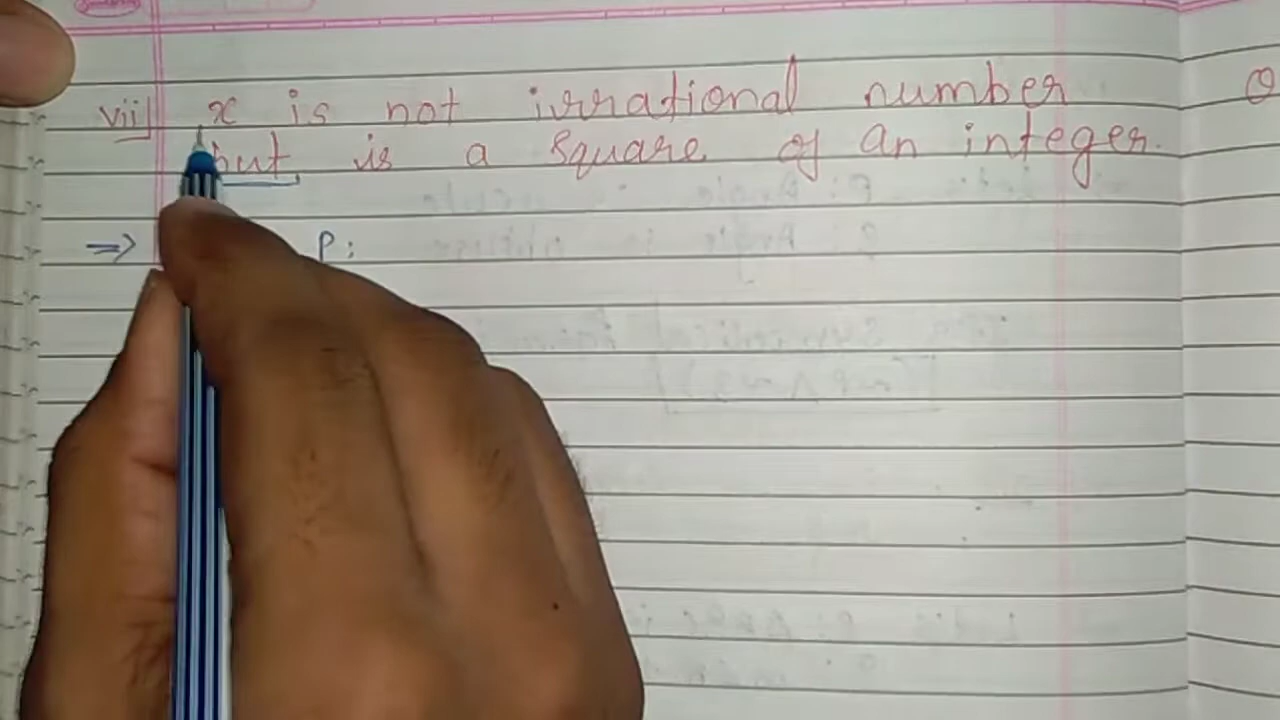 vii] x is not irrational number
but is a square of an integer.
⇒ P: